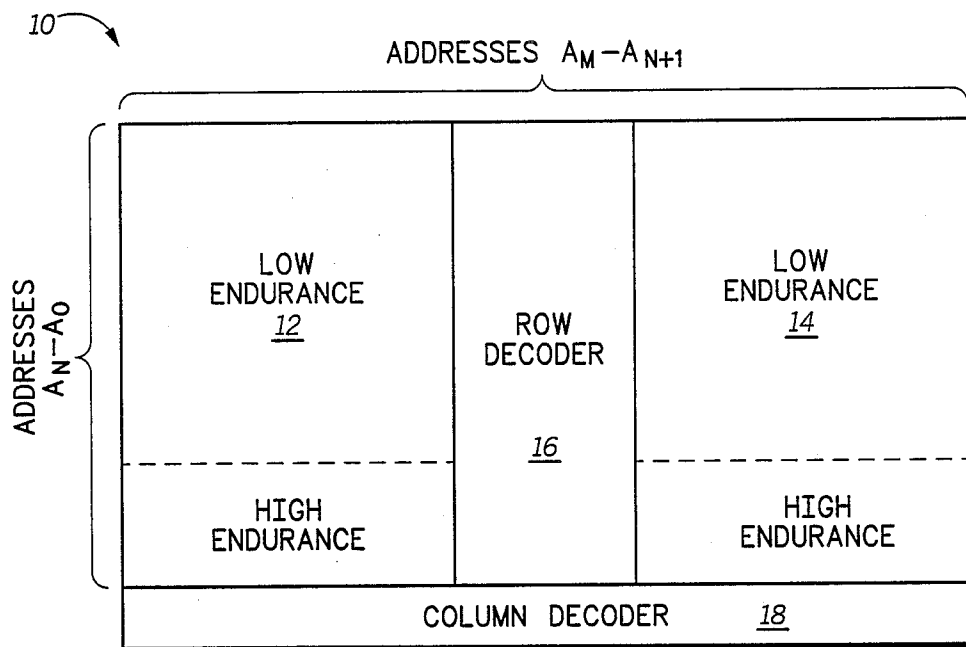 10
ADDRESSES A_M–A_N+1
ADDRESSES
A_N–A_0
LOW
ENDURANCE
12
ROW
DECODER
16
LOW
ENDURANCE
14
HIGH
ENDURANCE
HIGH
ENDURANCE
COLUMN DECODER 18